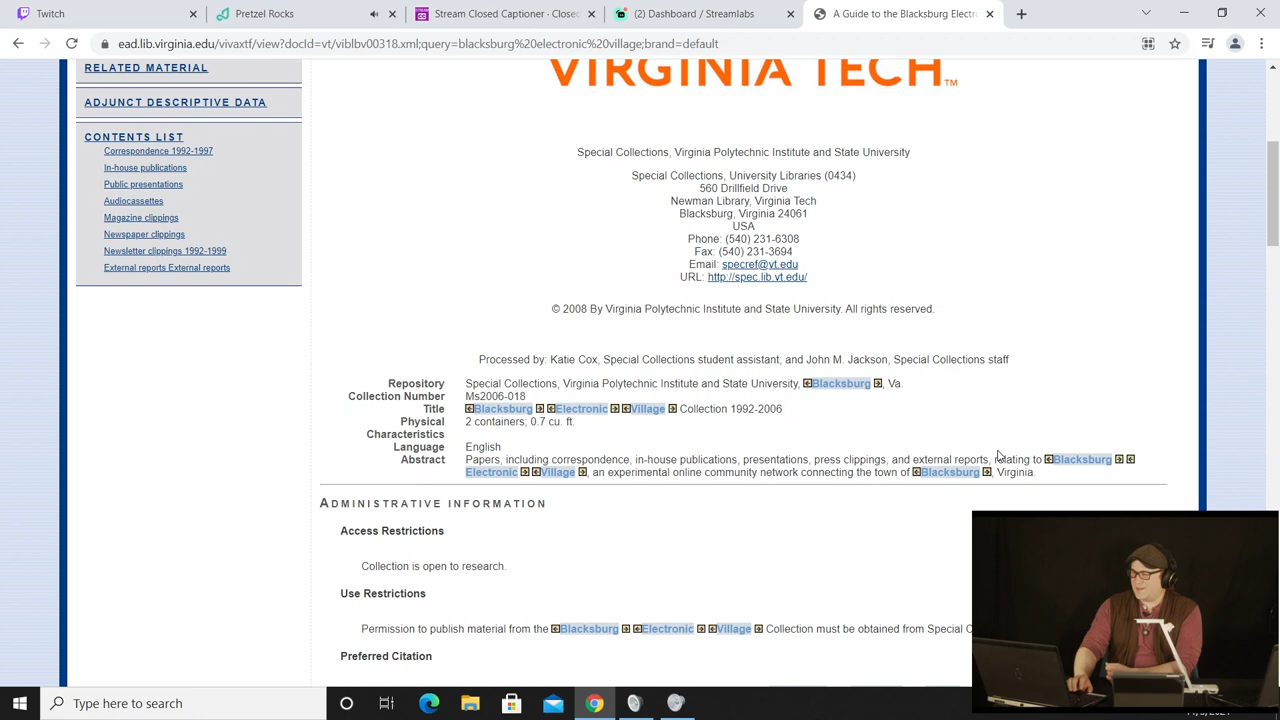 Twitch
Pretzel Rocks
Stream Closed Captioner - Close
(2) Dashboard / Streamlabs
A Guide to the Blacksburg Electr
ead.lib.virginia.edu/vivaxtf/view?docId=vt/viblbv00318.xml;query=blacksburg%20electronic%20village;brand=default
RELATED MATERIAL
ADJUNCT DESCRIPTIVE DATA
CONTENTS LIST
Correspondence 1992-1997
In-house publications
Public presentations
Audiocassettes
Magazine clippings
Newspaper clippings
Newsletter clippings 1992-1999
External reports External reports
VIRGINIA TECH™
Special Collections, Virginia Polytechnic Institute and State University
Special Collections, University Libraries (0434)
560 Drillfield Drive
Newman Library, Virginia Tech
Blacksburg, Virginia 24061
USA
Phone: (540) 231-6308
Fax: (540) 231-3694
Email: specref@vt.edu
URL: http://spec.lib.vt.edu/
© 2008 By Virginia Polytechnic Institute and State University. All rights reserved.
Processed by: Katie Cox, Special Collections student assistant; and John M. Jackson, Special Collections staff
Repository Special Collections, Virginia Polytechnic Institute and State University, Blacksburg, Va.
Collection Number Ms2006-018
Title Blacksburg Electronic Village Collection 1992-2006
Physical 2 containers; 0.7 cu. ft.
Characteristics
Language English
Abstract Papers, including correspondence, in-house publications, presentations, press clippings, and external reports, relating to Blacksburg
Electronic Village, an experimental online community network connecting the town of Blacksburg, Virginia.
ADMINISTRATIVE INFORMATION
Access Restrictions
Collection is open to research.
Use Restrictions
Permission to publish material from the Blacksburg Electronic Village Collection must be obtained from Special
Preferred Citation
Type here to search